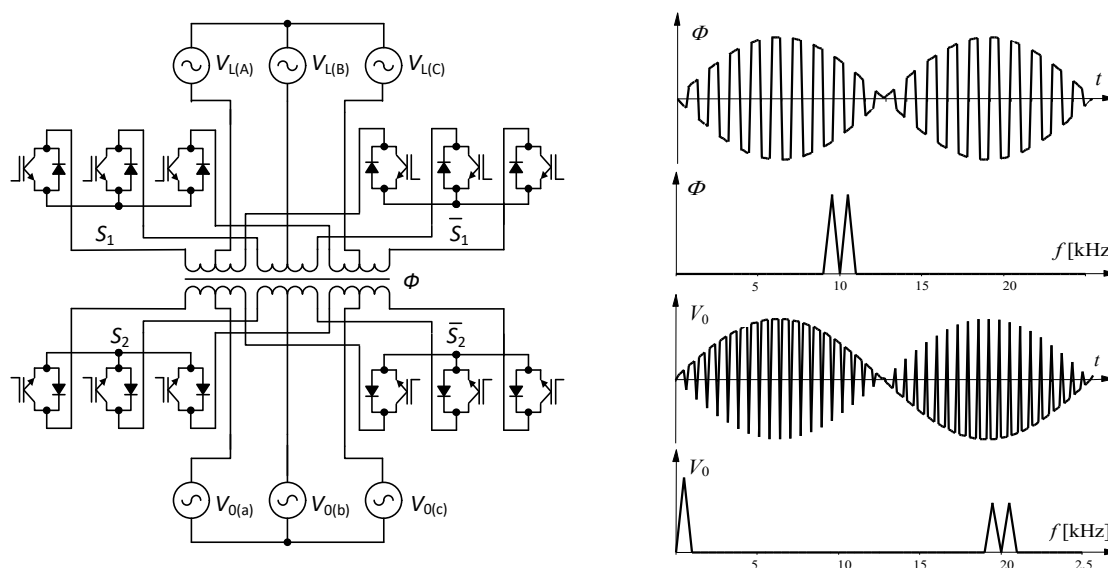 V_L(A) V_L(B) V_L(C)
S_1 S̅_1
Φ
S_2 S̅_2
V_0(a) V_0(b) V_0(c)
Φ
t
Φ
f [kHz]
5 10 15 20
V_0
t
V_0
f [kHz]
5 10 15 20 2.5